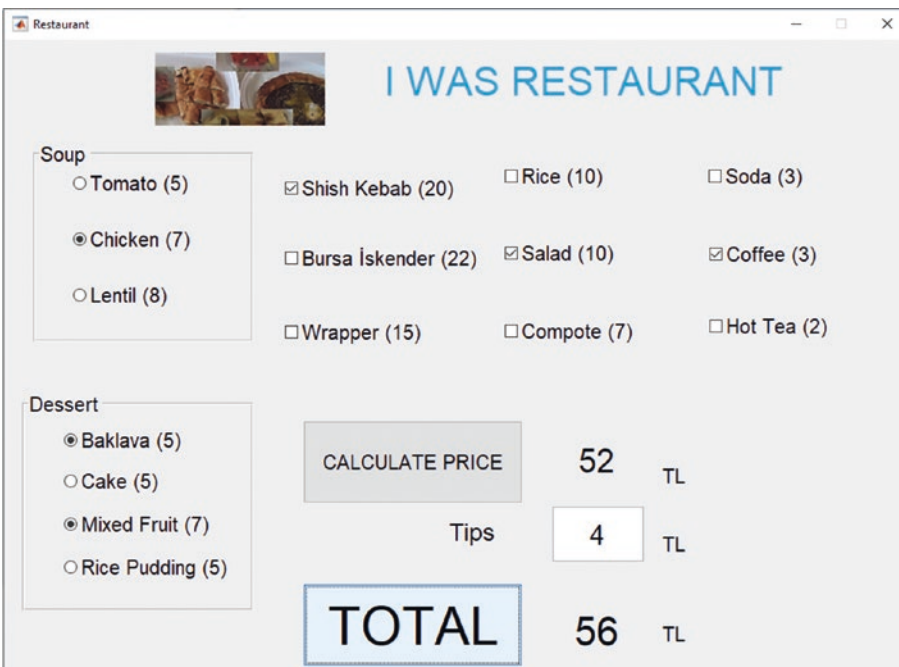 Restaurant
I WAS RESTAURANT
Soup
Tomato (5)
Chicken (7)
Lentil (8)
Shish Kebab (20)
Bursa İskender (22)
Wrapper (15)
Rice (10)
Salad (10)
Compote (7)
Soda (3)
Coffee (3)
Hot Tea (2)
Dessert
Baklava (5)
Cake (5)
Mixed Fruit (7)
Rice Pudding (5)
CALCULATE PRICE 52 TL
Tips 4 TL
TOTAL 56 TL